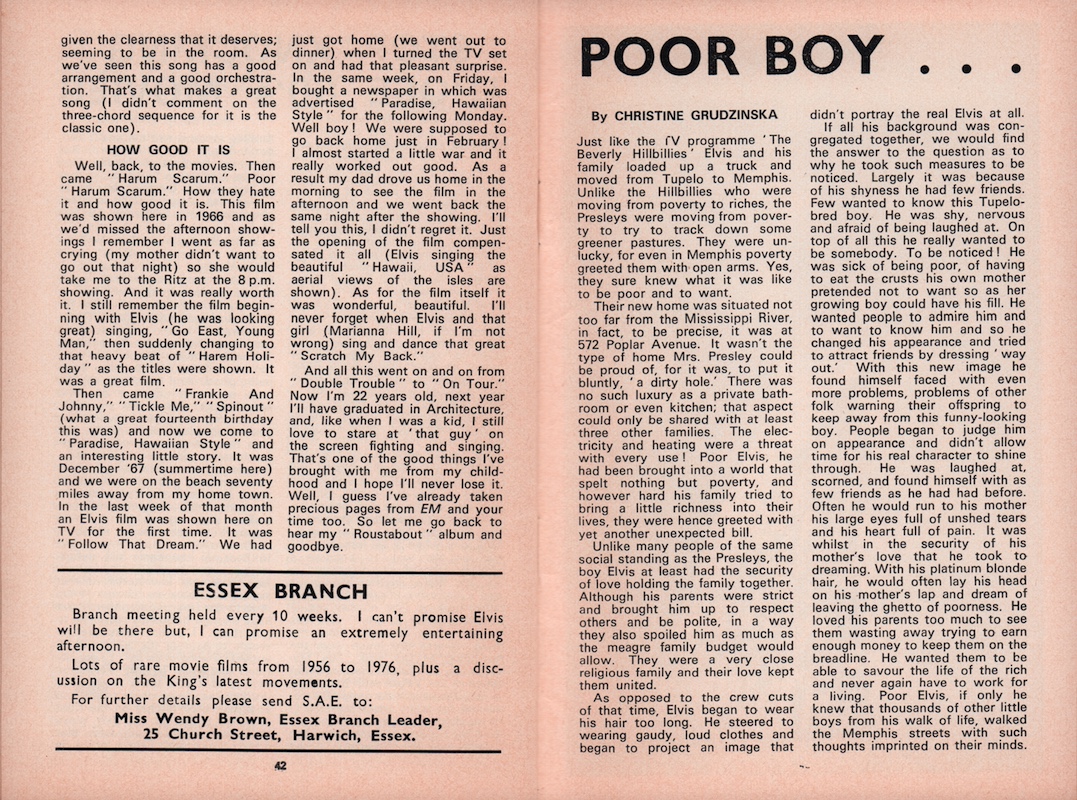 given the clearness that it deserves;
seeming to be in the room. As
we've seen this song has a good
arrangement and a good orchestra-
tion. That's what makes a great
song (I didn't comment on the
three-chord sequence for it is the
classic one).
HOW GOOD IT IS
Well, back, to the movies. Then
came "Harum Scarum." Poor
"Harum Scarum." How they hate
it and how good it is. This film
was shown here in 1966 and as
we'd missed the afternoon show-
ings I remember I went as far as
crying (my mother didn't want to
go out that night) so she would
take me to the Ritz at the 8 p.m.
showing. And it was really worth
it. I still remember the film begin-
ning with Elvis (he was looking
great) singing, "Go East, Young
Man," then suddenly changing to
that heavy beat of "Harem Holi-
day" as the titles were shown. It
was a great film.
Then came "Frankie And
Johnny," "Tickle Me," "Spinout"
(what a great fourteenth birthday
this was) and now we come to
"Paradise, Hawaiian Style" and
an interesting little story. It was
December '67 (summertime here)
and we were on the beach seventy
miles away from my home town.
In the last week of that month
an Elvis film was shown here on
TV for the first time. It was
"Follow That Dream." We had
just got home (we went out to
dinner) when I turned the TV set
on and had that pleasant surprise.
In the same week, on Friday, I
bought a newspaper in which was
advertised "Paradise, Hawaiian
Style" for the following Monday.
Well boy! We were supposed to
go back home just in February!
I almost started a little war and it
really worked out good. As a
result my dad drove us home in the
morning to see the film in the
afternoon and we went back the
same night after the showing. I'll
tell you this, I didn't regret it. Just
the opening of the film compen-
sated it all (Elvis singing the
beautiful "Hawaii, USA" as
aerial views of the isles are
shown). As for the film itself it
was wonderful, beautiful. I'll
never forget when Elvis and that
girl (Marianna Hill, if I'm not
wrong) sing and dance that great
"Scratch My Back."
And all this went on and on from
"Double Trouble" to "On Tour."
Now I'm 22 years old, next year
I'll have graduated in Architecture,
and, like when I was a kid, I still
love to stare at 'that guy' on
the screen fighting and singing.
That's one of the good things I've
brought with me from my child-
hood and I hope I'll never lose it.
Well, I guess I've already taken
precious pages from EM and your
time too. So let me go back to
hear my "Roustabout" album and
goodbye.
ESSEX BRANCH
Branch meeting held every 10 weeks. I can't promise Elvis
will be there but, I can promise an extremely entertaining
afternoon.
Lots of rare movie films from 1956 to 1976, plus a disc-
ussion on the King's latest movements.
For further details please send S.A.E. to:
Miss Wendy Brown, Essex Branch Leader,
25 Church Street, Harwich, Essex.
42
POOR BOY . . .
By CHRISTINE GRUDZINSKA
Just like the TV programme 'The
Beverly Hillbillies' Elvis and his
family loaded up a truck and
moved from Tupelo to Memphis.
Unlike the Hillbillies who were
moving from poverty to riches, the
Presleys were moving from pover-
ty to try to track down some
greener pastures. They were un-
lucky, for even in Memphis poverty
greeted them with open arms. Yes,
they sure knew what it was like
to be poor and to want.
Their new home was situated not
too far from the Mississippi River,
in fact, to be precise, it was at
572 Poplar Avenue. It wasn't the
type of home Mrs. Presley could
be proud of, for it was, to put it
bluntly, 'a dirty hole.' There was
no such luxury as a private bath-
room or even kitchen; that aspect
could only be shared with at least
three other families. The elec-
tricity and heating were a threat
with every use! Poor Elvis, he
had been brought into a world that
spelt nothing but poverty, and
however hard his family tried to
bring a little richness into their
lives, they were hence greeted with
yet another unexpected bill.
Unlike many people of the same
social standing as the Presleys, the
boy Elvis at least had the security
of love holding the family together.
Although his parents were strict
and brought him up to respect
others and be polite, in a way
they also spoiled him as much as
the meagre family budget would
allow. They were a very close
religious family and their love kept
them united.
As opposed to the crew cuts
of that time, Elvis began to wear
his hair too long. He steered to
wearing gaudy, loud clothes and
began to project an image that
didn't portray the real Elvis at all.
If all his background was con-
gregated together, we would find
the answer to the question as to
why he took such measures to be
noticed. Largely it was because
of his shyness he had few friends.
Few wanted to know this Tupelo-
bred boy. He was shy, nervous
and afraid of being laughed at. On
top of all this he really wanted to
be somebody. To be noticed! He
was sick of being poor, of having
to eat the crusts his own mother
pretended not to want so as her
growing boy could have his fill. He
wanted people to admire him and
to want to know him and so he
changed his appearance and tried
to attract friends by dressing 'way
out.' With this new image he
found himself faced with even
more problems, problems of other
folk warning their offspring to
keep away from this funny-looking
boy. People began to judge him
on appearance and didn't allow
time for his real character to shine
through. He was laughed at,
scorned, and found himself with as
few friends as he had had before.
Often he would run to his mother
his large eyes full of unshed tears
and his heart full of pain. It was
whilst in the security of his
mother's love that he took to
dreaming. With his platinum blonde
hair, he would often lay his head
on his mother's lap and dream of
leaving the ghetto of poorness. He
loved his parents too much to see
them wasting away trying to earn
enough money to keep them on the
breadline. He wanted them to be
able to savour the life of the rich
and never again have to work for
a living. Poor Elvis, if only he
knew that thousands of other little
boys from his walk of life, walked
the Memphis streets with such
thoughts imprinted on their minds.